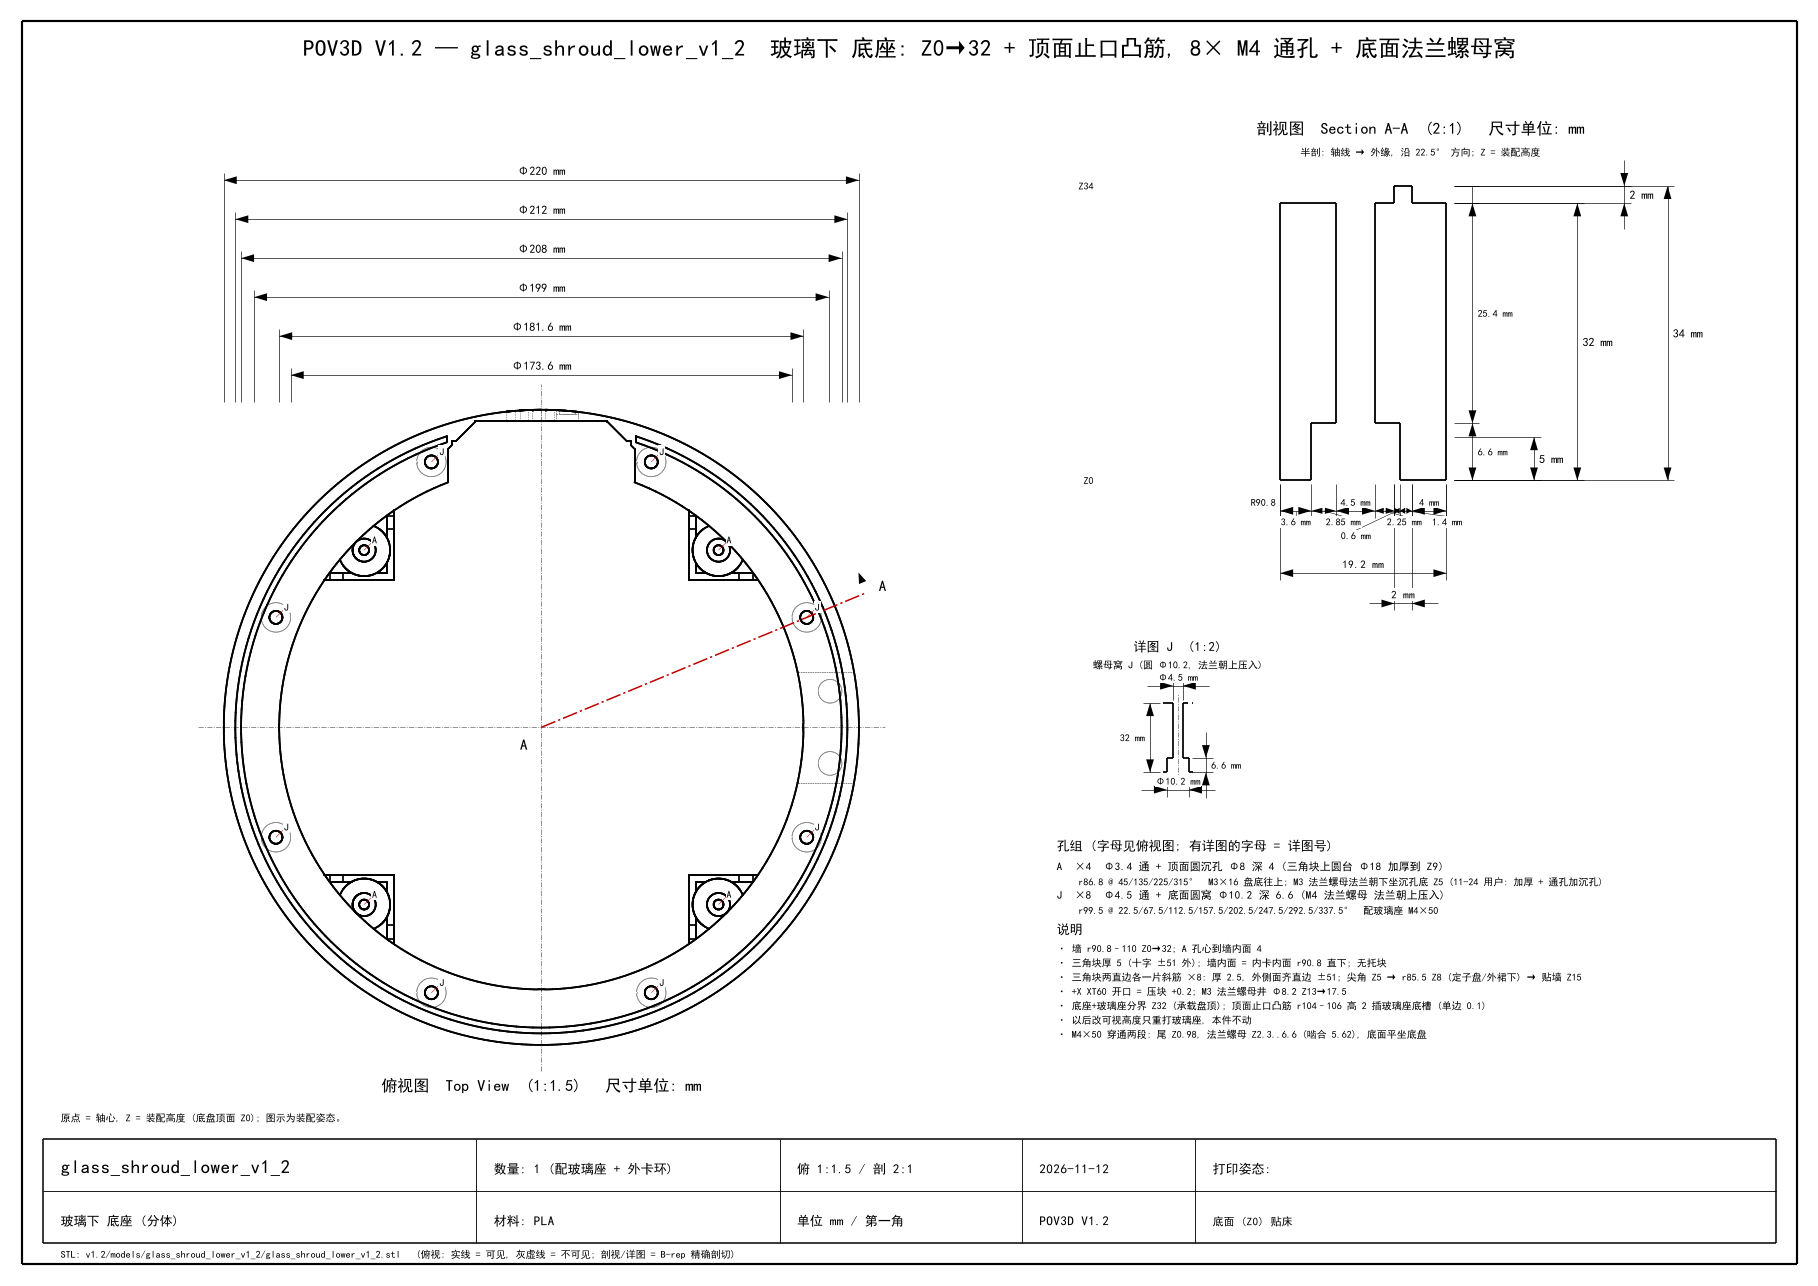 POV3D V1.2 — glass_shroud_lower_v1_2  玻璃下 底座: Z0→32 + 顶面止口凸筋, 8× M4 通孔 + 底面法兰螺母窝
剖视图  Section A-A (2:1)  尺寸单位: mm
半剖: 轴线 → 外缘, 沿 22.5° 方向; Z = 装配高度
Φ220 mm
Φ212 mm
Φ208 mm
Φ199 mm
Φ181.6 mm
Φ173.6 mm
Z34
Z0
2 mm
25.4 mm
32 mm
34 mm
6.6 mm
5 mm
R90.8
4.5 mm
4 mm
3.6 mm
2.85 mm
2.25 mm
1.4 mm
0.6 mm
19.2 mm
2 mm
J
J
A
A
J
J
A
A
J
J
A
A
J
J
详图 J (1:2)
螺母窝 J (圆 Φ10.2, 法兰朝上压入)
Φ4.5 mm
32 mm
6.6 mm
Φ10.2 mm
孔组 (字母见俯视图; 有详图的字母 = 详图号)
A  ×4  Φ3.4 通 + 顶面圆沉孔 Φ8 深 4 (三角块上圆台 Φ18 加厚到 Z9)
r86.8 @ 45/135/225/315°  M3×16 盘底往上; M3 法兰螺母法兰朝下坐沉孔底 Z5 (11-24 用户: 加厚 + 通孔加沉孔)
J  ×8  Φ4.5 通 + 底面圆窝 Φ10.2 深 6.6 (M4 法兰螺母 法兰朝上压入)
r99.5 @ 22.5/67.5/112.5/157.5/202.5/247.5/292.5/337.5°  配玻璃座 M4×50
说明
· 墙 r90.8–110 Z0→32; A 孔心到墙内面 4
· 三角块厚 5 (十字 ±51 外); 墙内面 = 内卡内面 r90.8 直下; 无托块
· 三角块两直边各一片斜筋 ×8: 厚 2.5, 外侧面齐直边 ±51; 尖角 Z5 → r85.5 Z8 (定子盘/外裙下) → 贴墙 Z15
· +X XT60 开口 = 压块 +0.2; M3 法兰螺母井 Φ8.2 Z13→17.5
· 底座+玻璃座分界 Z32 (承载盘顶); 顶面止口凸筋 r104–106 高 2 插玻璃座底槽 (单边 0.1)
· 以后改可视高度只重打玻璃座, 本件不动
· M4×50 穿通两段: 尾 Z0.98, 法兰螺母 Z2.3..6.6 (啮合 5.62), 底面平坐底盘
俯视图  Top View (1:1.5)  尺寸单位: mm
原点 = 轴心, Z = 装配高度 (底盘顶面 Z0); 图示为装配姿态。
glass_shroud_lower_v1_2
数量: 1 (配玻璃座 + 外卡环)
俯 1:1.5 / 剖 2:1
2026-11-12
打印姿态:
玻璃下 底座 (分体)
材料: PLA
单位 mm / 第一角
POV3D V1.2
底面 (Z0) 贴床
STL: v1.2/models/glass_shroud_lower_v1_2/glass_shroud_lower_v1_2.stl  (俯视: 实线 = 可见, 灰虚线 = 不可见; 剖视/详图 = B-rep 精确剖切)